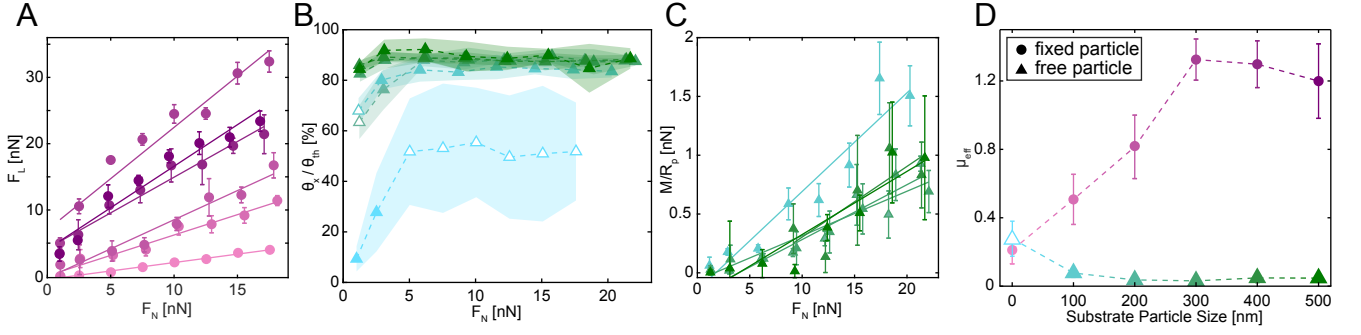 A
F_L [nN]
30
20
10
0
0
5
10
15
F_N [nN]
B
θ_x / θ_th [%]
100
80
60
40
20
0
0
5
10
15
20
F_N [nN]
C
M/R_p [nN]
2
1.5
1
0.5
0
0
5
10
15
20
F_N [nN]
D
fixed particle
free particle
μ_eff
1.2
0.8
0.4
0
0
100
200
300
400
500
Substrate Particle Size [nm]